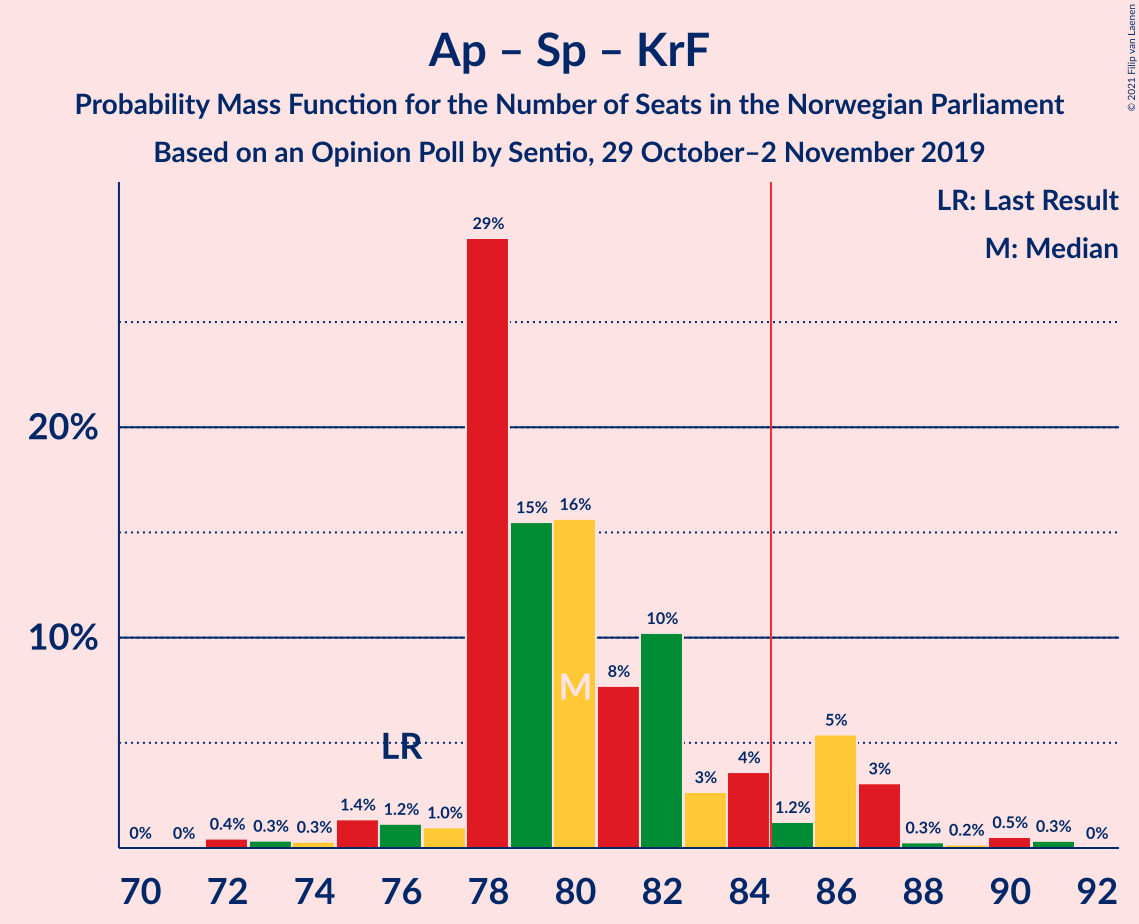 Ap – Sp – KrF
Probability Mass Function for the Number of Seats in the Norwegian Parliament
Based on an Opinion Poll by Sentio, 29 October–2 November 2019
© 2021 Filip van Laenen
LR: Last Result
M: Median
20%
10%
0%
0%
0.4%
0.3%
0.3%
1.4%
1.2%
1.0%
29%
15%
16%
8%
10%
3%
4%
1.2%
5%
3%
0.3%
0.2%
0.5%
0.3%
0%
LR
M
70 72 74 76 78 80 82 84 86 88 90 92